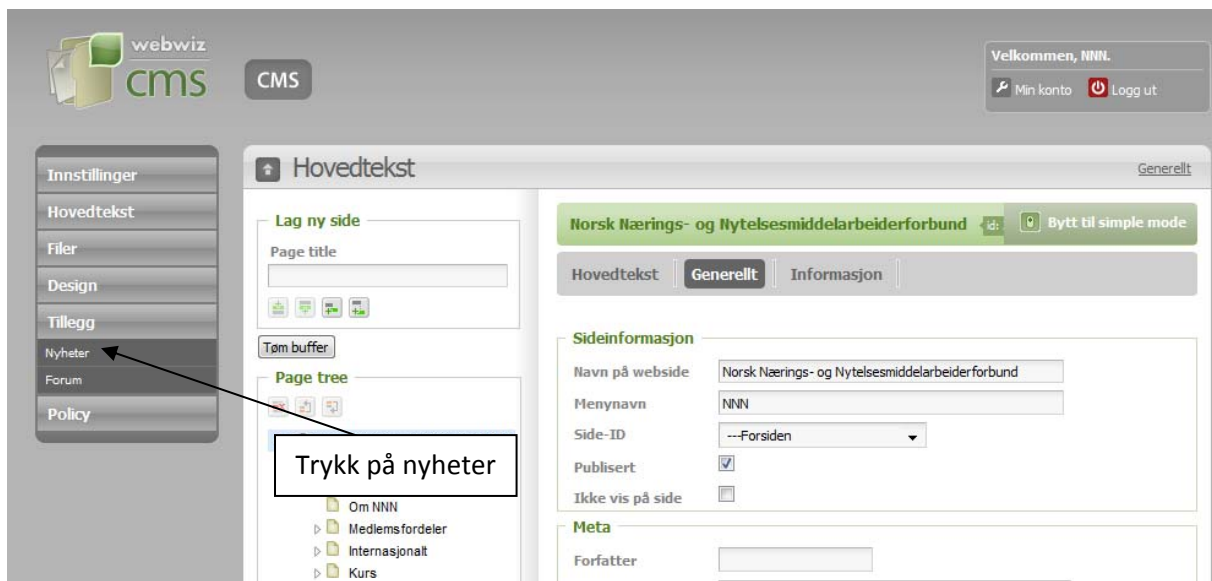 webwiz
cms
CMS
Velkommen, NNN.
Min konto Logg ut
Innstillinger
Hovedtekst
Filer
Design
Tillegg
Nyheter
Forum
Policy
Hovedtekst
Generellt
Lag ny side
Page title
Tøm buffer
Page tree
Trykk på nyheter
Om NNN
Medlemsfordeler
Internasjonalt
Kurs
Norsk Nærings- og Nytelsesmiddelarbeiderforbund id: Bytt til simple mode
Hovedtekst Generellt Informasjon
Sideinformasjon
Navn på webside Norsk Nærings- og Nytelsesmiddelarbeiderforbund
Menynavn NNN
Side-ID ---Forsiden
Publisert
Ikke vis på side
Meta
Forfatter